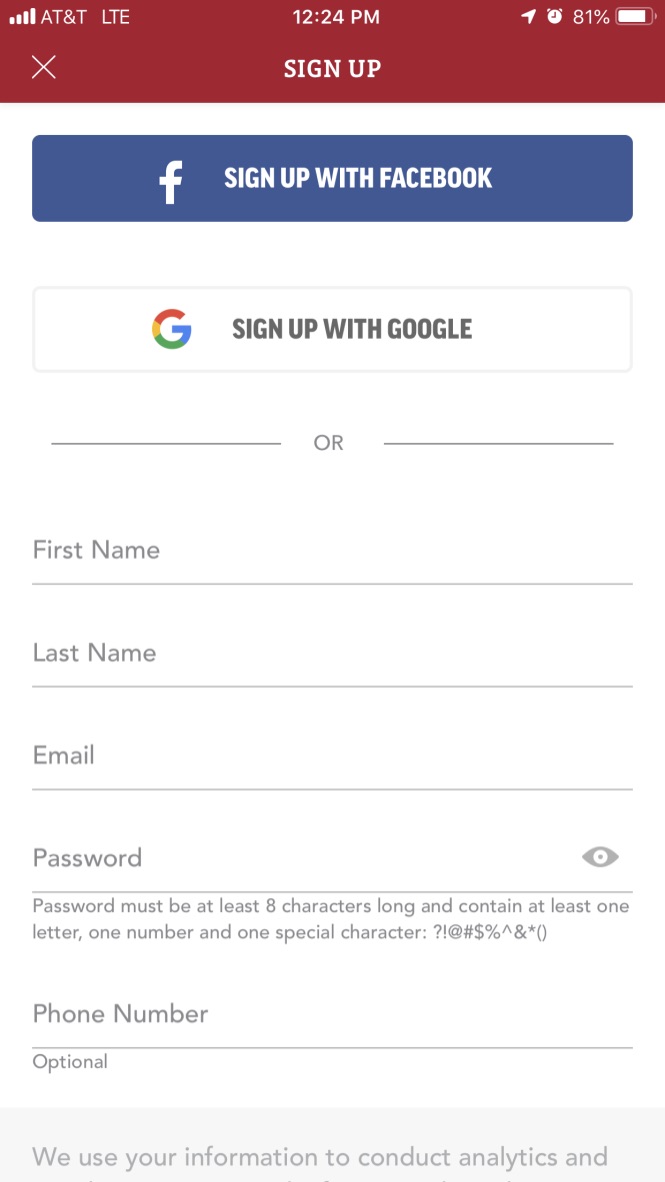 AT&T LTE 12:24 PM 81%
SIGN UP
SIGN UP WITH FACEBOOK
SIGN UP WITH GOOGLE
OR
First Name
Last Name
Email
Password
Password must be at least 8 characters long and contain at least one
letter, one number and one special character: ?!@#$%^&*()
Phone Number
Optional
We use your information to conduct analytics and